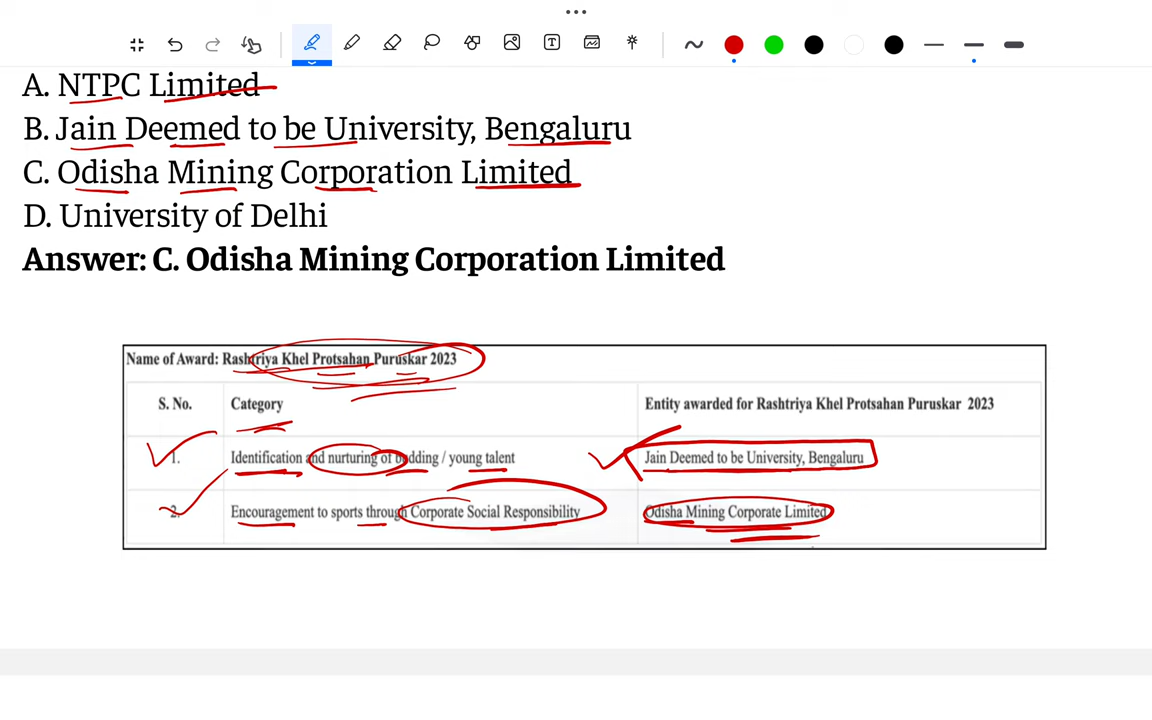 A. NTPC Limited
B. Jain Deemed to be University, Bengaluru
C. Odisha Mining Corporation Limited
D. University of Delhi
Answer: C. Odisha Mining Corporation Limited
Name of Award: Rashtriya Khel Protsahan Puruskar 2023
S. No. Category Entity awarded for Rashtriya Khel Protsahan Puruskar 2023
1. Identification and nurturing of budding / young talent Jain Deemed to be University, Bengaluru
2. Encouragement to sports through Corporate Social Responsibility Odisha Mining Corporate Limited